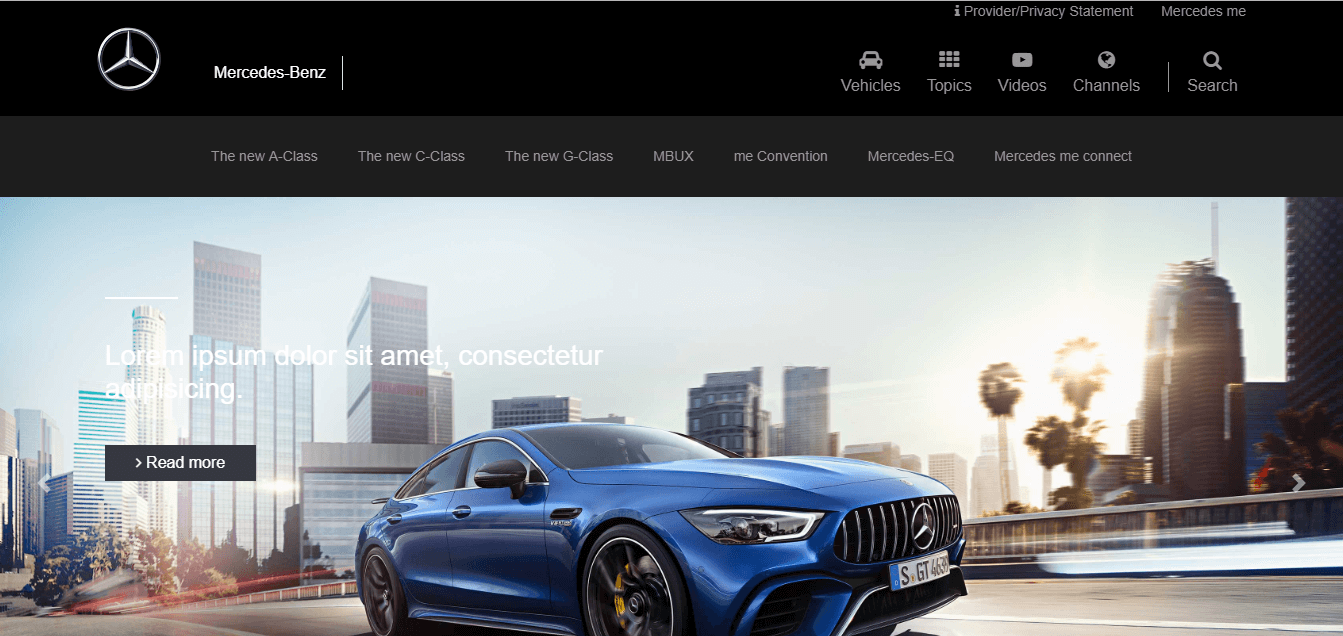 Provider/Privacy Statement Mercedes me
Mercedes-Benz
Vehicles Topics Videos Channels Search
The new A-Class The new C-Class The new G-Class MBUX me Convention Mercedes-EQ Mercedes me connect
Lorem ipsum dolor sit amet, consectetur
adipisicing.
Read more